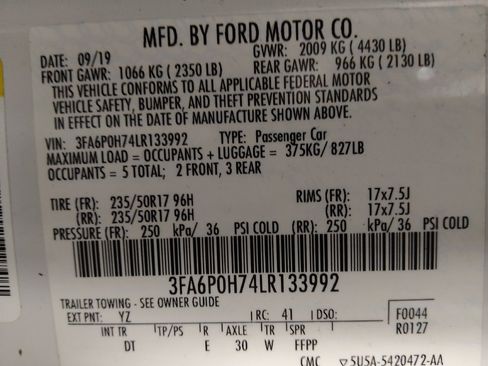 MFD. BY FORD MOTOR CO.
DATE: 09/19 GVWR: 2009 KG (4430 LB)
FRONT GAWR: 1066 KG (2350 LB) REAR GAWR: 966 KG (2130 LB)
THIS VEHICLE CONFORMS TO ALL APPLICABLE FEDERAL MOTOR
VEHICLE SAFETY, BUMPER, AND THEFT PREVENTION STANDARDS
IN EFFECT ON THE DATE OF MANUFACTURE SHOWN ABOVE.
VIN: 3FA6P0H74LR133992 TYPE: Passenger Car
MAXIMUM LOAD = OCCUPANTS + LUGGAGE = 375KG/ 827LB
OCCUPANTS = 5 TOTAL; 2 FRONT, 3 REAR
TIRE (FR): 235/50R17 96H RIMS (FR): 17x7.5J
(RR): 235/50R17 96H (RR): 17x7.5J
PRESSURE (FR): 250 kPa/ 36 PSI COLD (RR): 250 kPa/ 36 PSI COLD
3FA6P0H74LR133992
TRAILER TOWING - SEE OWNER GUIDE
EXT PNT: YZ RC: 41 DSO: F0044
INT TR TP/PS R AXLE TR SPR R0127
DT E 30 W FFPP
CMC 5U5A-5420472-AA